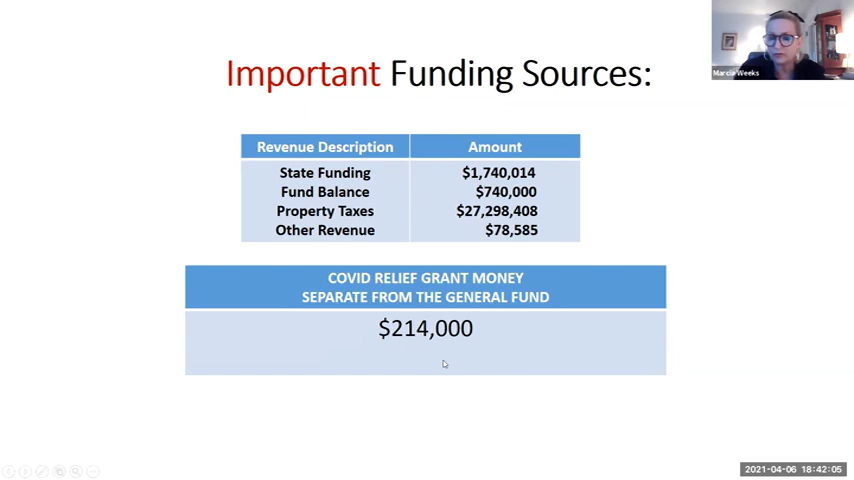 Important Funding Sources:
Marcia Weeks
Revenue Description Amount
State Funding $1,740,014
Fund Balance $740,000
Property Taxes $27,298,408
Other Revenue $78,585
COVID RELIEF GRANT MONEY
SEPARATE FROM THE GENERAL FUND
$214,000
2021-04-06 18:42:05